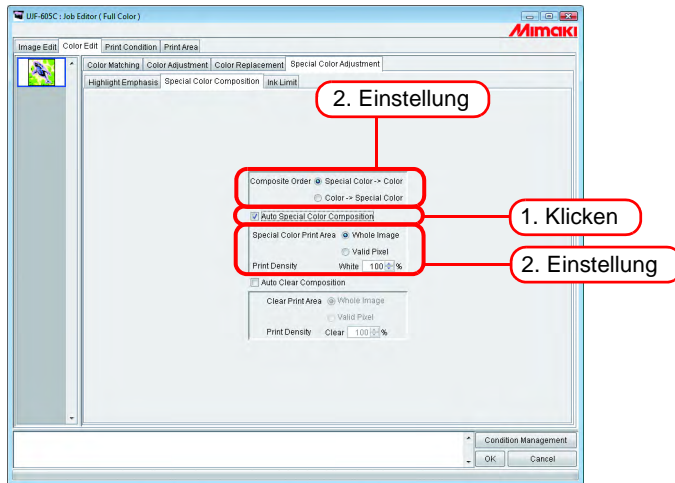 UJF-605C : Job Editor ( Full Color )
Mimaki
Image Edit Color Edit Print Condition Print Area
Color Matching Color Adjustment Color Replacement Special Color Adjustment
Highlight Emphasis Special Color Composition Ink Limit
2. Einstellung
Composite Order Special Color -> Color
Color -> Special Color
Auto Special Color Composition
1. Klicken
Special Color Print Area Whole Image
Valid Pixel
2. Einstellung
Print Density White 100 %
Auto Clear Composition
Clear Print Area Whole Image
Valid Pixel
Print Density Clear 100 %
Condition Management
OK Cancel